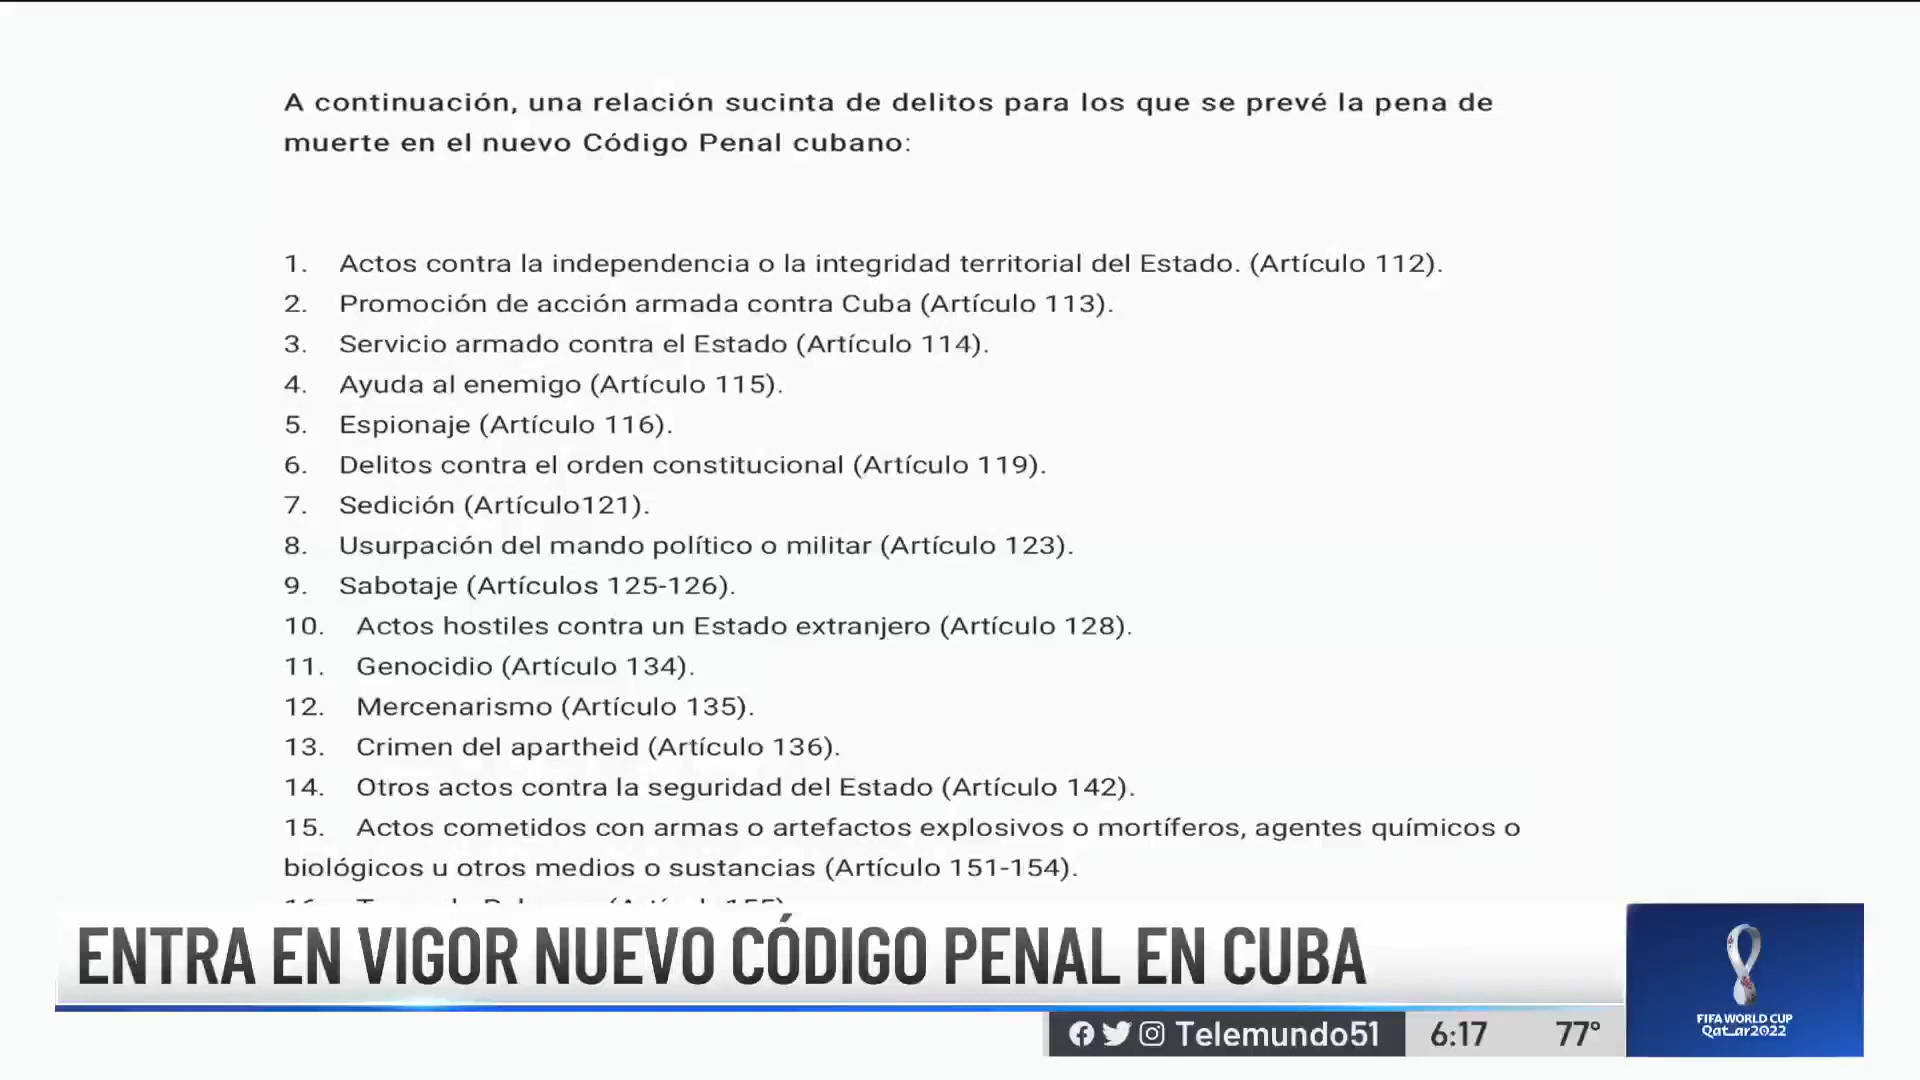 A continuación, una relación sucinta de delitos para los que se prevé la pena de
muerte en el nuevo Código Penal cubano:
1. Actos contra la independencia o la integridad territorial del Estado. (Artículo 112).
2. Promoción de acción armada contra Cuba (Artículo 113).
3. Servicio armado contra el Estado (Artículo 114).
4. Ayuda al enemigo (Artículo 115).
5. Espionaje (Artículo 116).
6. Delitos contra el orden constitucional (Artículo 119).
7. Sedición (Artículo121).
8. Usurpación del mando político o militar (Artículo 123).
9. Sabotaje (Artículos 125-126).
10. Actos hostiles contra un Estado extranjero (Artículo 128).
11. Genocidio (Artículo 134).
12. Mercenarismo (Artículo 135).
13. Crimen del apartheid (Artículo 136).
14. Otros actos contra la seguridad del Estado (Artículo 142).
15. Actos cometidos con armas o artefactos explosivos o mortíferos, agentes químicos o
biológicos u otros medios o sustancias (Artículo 151-154).
ENTRA EN VIGOR NUEVO CÓDIGO PENAL EN CUBA
FIFA WORLD CUP
Qatar2022
Telemundo51 6:17 77°